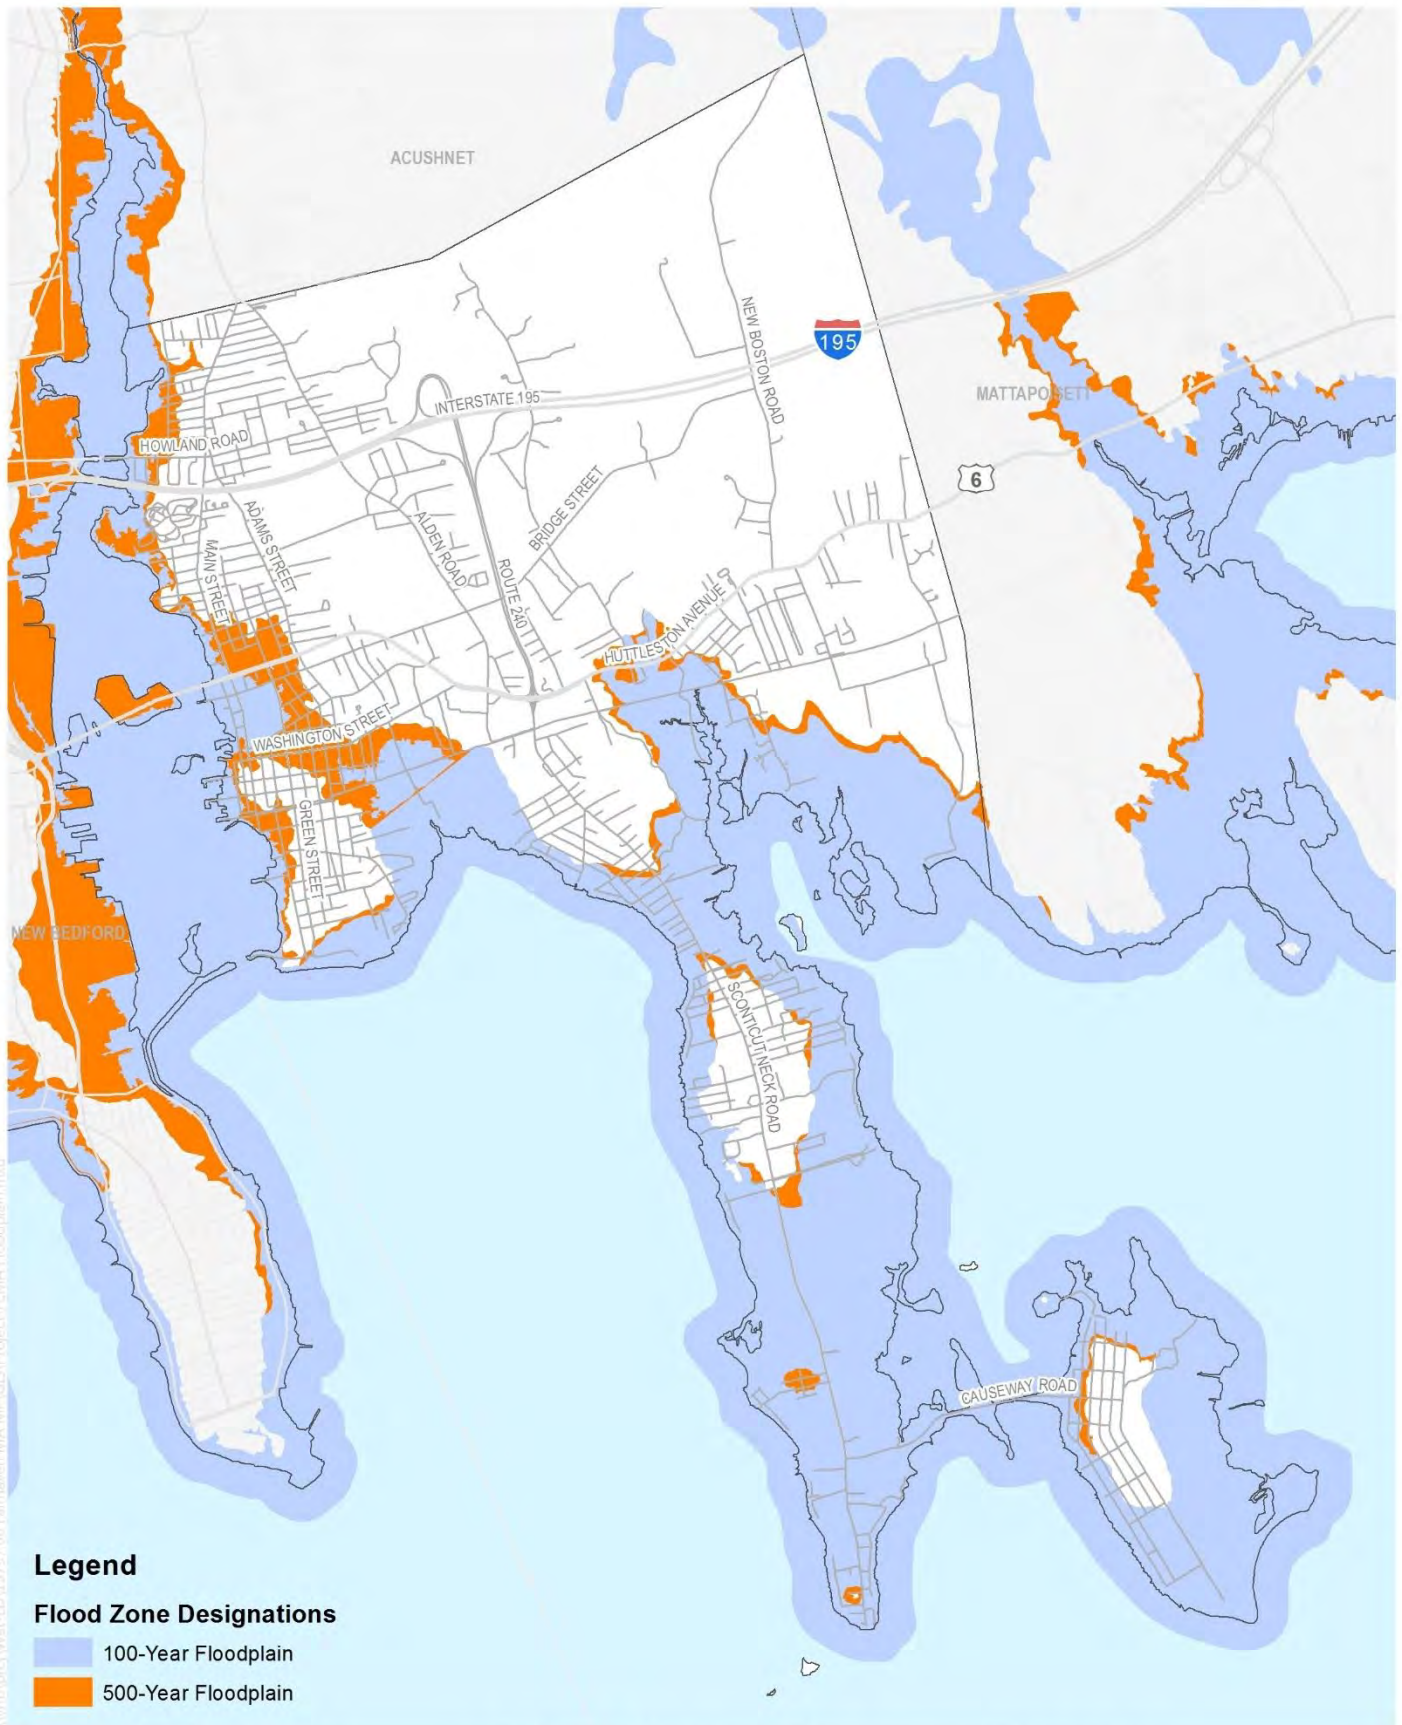 ACUSHNET
NEW BOSTON ROAD
195
INTERSTATE 195
MATTAPOISETT
HOWLAND ROAD
6
BRIDGE STREET
ADAMS STREET
ALDEN ROAD
MAIN STREET
ROUTE 240
HUTTLESTON AVENUE
WASHINGTON STREET
GREEN STREET
NEW BEDFORD
SCONTICUT NECK ROAD
CAUSEWAY ROAD
Legend
Flood Zone Designations
100-Year Floodplain
500-Year Floodplain